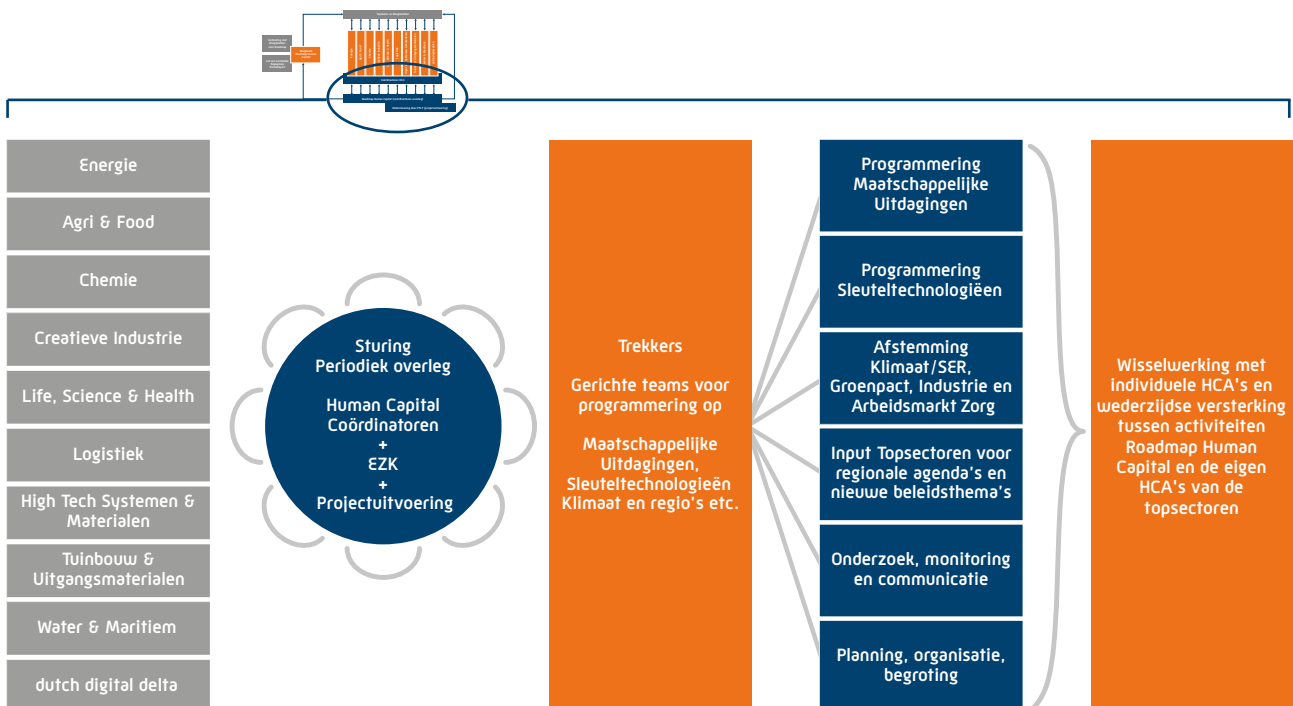 Energie
Agri & Food
Chemie
Creatieve Industrie
Life, Science & Health
Logistiek
High Tech Systemen &
Materialen
Tuinbouw &
Uitgangsmaterialen
Water & Maritiem
dutch digital delta
Sturing
Periodiek overleg
Human Capital
Coördinatoren
+
EZK
+
Projectuitvoering
Trekkers
Gerichte teams voor
programmering op
Maatschappelijke
Uitdagingen,
Sleuteltechnologieën
Klimaat en regio's etc.
Programmering
Maatschappelijke
Uitdagingen
Programmering
Sleuteltechnologiëen
Afstemming
Klimaat/SER,
Groenpact, Industrie en
Arbeidsmarkt Zorg
Input Topsectoren voor
regionale agenda's en
nieuwe beleidsthema's
Onderzoek, monitoring
en communicatie
Planning, organisatie,
begroting
Wisselwerking met
individuele HCA's en
wederzijdse versterking
tussen activiteiten
Roadmap Human
Capital en de eigen
HCA's van de
topsectoren